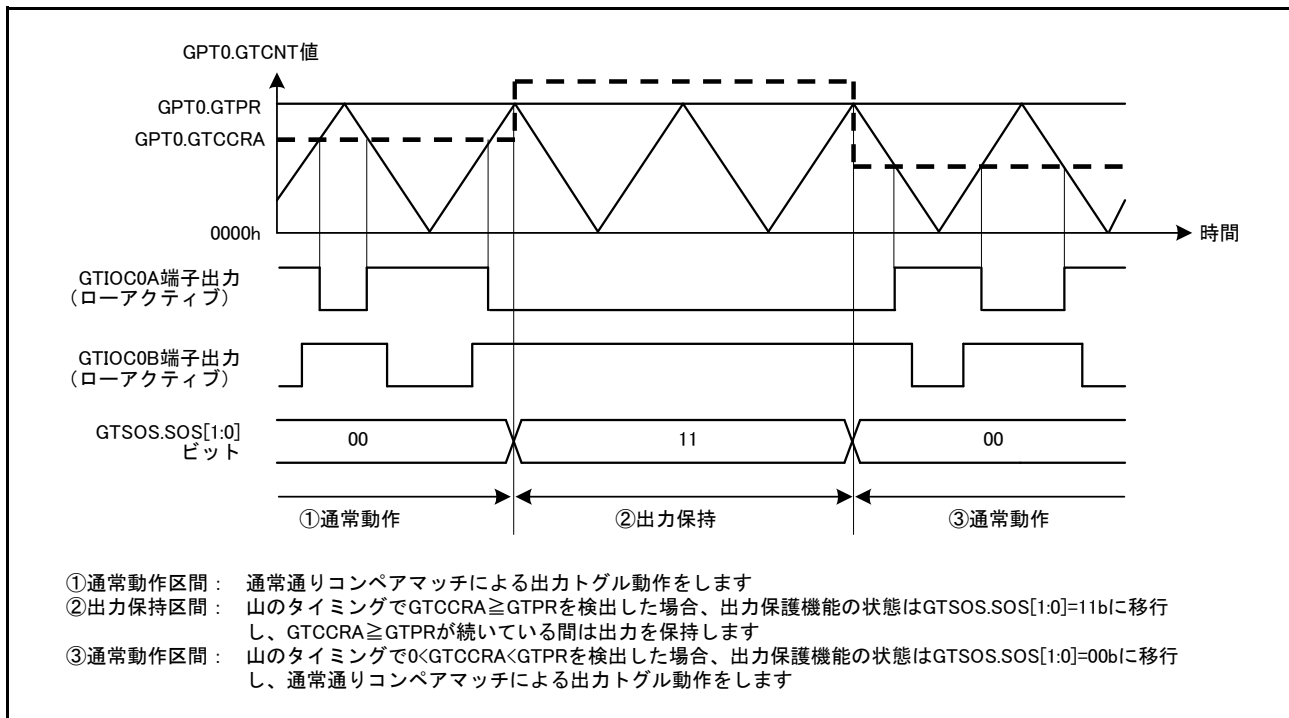 GPT0.GTCNT値
GPT0.GTPR
GPT0.GTCCRA
0000h
時間
GTIOC0A端子出力
(ローアクティブ)
GTIOC0B端子出力
(ローアクティブ)
GTSOS.SOS[1:0]
ビット
00
11
00
①通常動作
②出力保持
③通常動作
①通常動作区間： 通常通りコンペアマッチによる出力トグル動作をします
②出力保持区間： 山のタイミングでGTCCRA≧GTPRを検出した場合、出力保護機能の状態はGTSOS.SOS[1:0]=11bに移行
し、GTCCRA≧GTPRが続いている間は出力を保持します
③通常動作区間： 山のタイミングで0<GTCCRA<GTPRを検出した場合、出力保護機能の状態はGTSOS.SOS[1:0]=00bに移行
し、通常通りコンペアマッチによる出力トグル動作をします